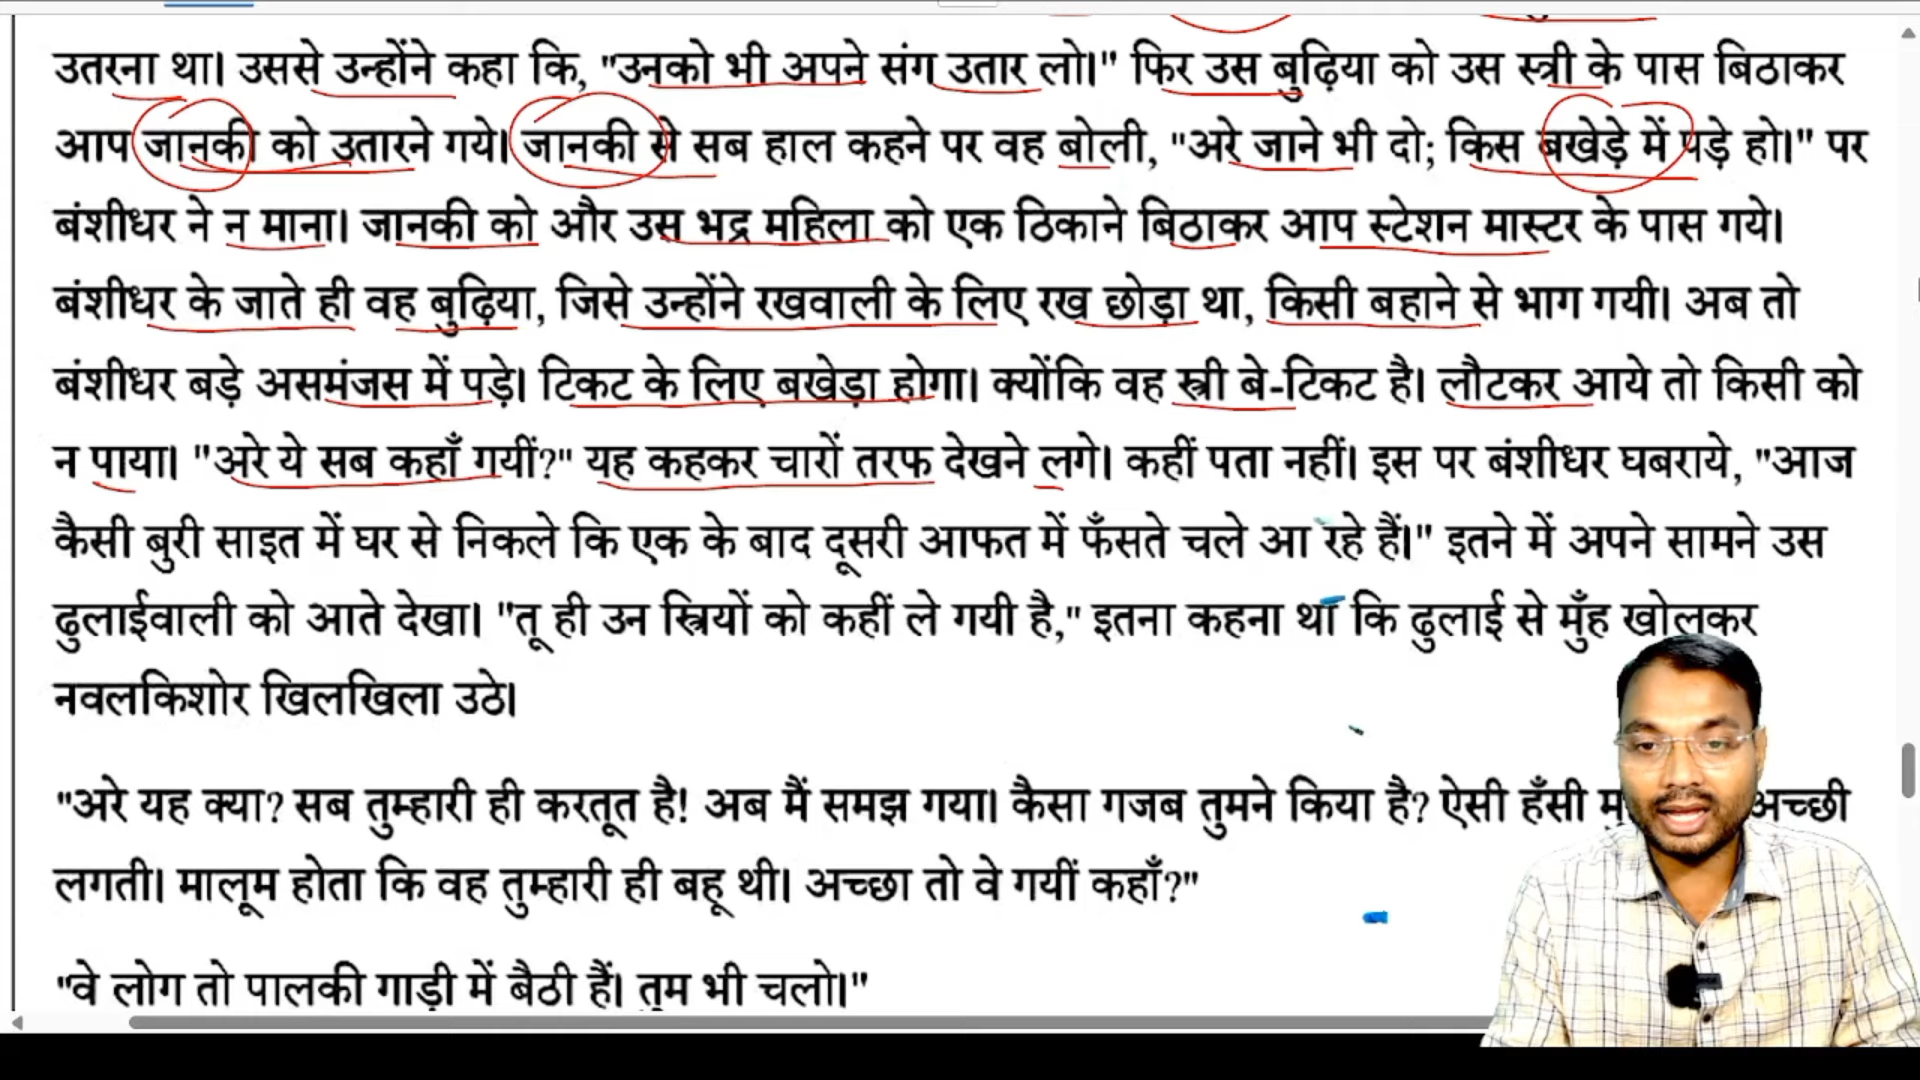 उतरना था। उससे उन्होंने कहा कि, "उनको भी अपने संग उतार लो।" फिर उस बुढ़िया को उस स्त्री के पास बिठाकर
आप जानकी को उतारने गये। जानकी से सब हाल कहने पर वह बोली, "अरे जाने भी दो; किस बखेड़े में पड़े हो।" पर
बंशीधर ने न माना। जानकी को और उस भद्र महिला को एक ठिकाने बिठाकर आप स्टेशन मास्टर के पास गये।
बंशीधर के जाते ही वह बुढ़िया, जिसे उन्होंने रखवाली के लिए रख छोड़ा था, किसी बहाने से भाग गयी। अब तो
बंशीधर बड़े असमंजस में पड़े। टिकट के लिए बखेड़ा होगा। क्योंकि वह स्त्री बे-टिकट है। लौटकर आये तो किसी को
न पाया। "अरे ये सब कहाँ गयीं?" यह कहकर चारों तरफ देखने लगे। कहीं पता नहीं। इस पर बंशीधर घबराये, "आज
कैसी बुरी साइत में घर से निकले कि एक के बाद दूसरी आफत में फँसते चले आ रहे हैं।" इतने में अपने सामने उस
ढुलाईवाली को आते देखा। "तू ही उन स्त्रियों को कहीं ले गयी है," इतना कहना था कि ढुलाई से मुँह खोलकर
नवलकिशोर खिलखिला उठे।
"अरे यह क्या? सब तुम्हारी ही करतूत है! अब मैं समझ गया। कैसा गजब तुमने किया है? ऐसी हँसी अच्छी
लगती। मालूम होता कि वह तुम्हारी ही बहू थी। अच्छा तो वे गयीं कहाँ?"
"वे लोग तो पालकी गाड़ी में बैठी हैं। तुम भी चलो।"